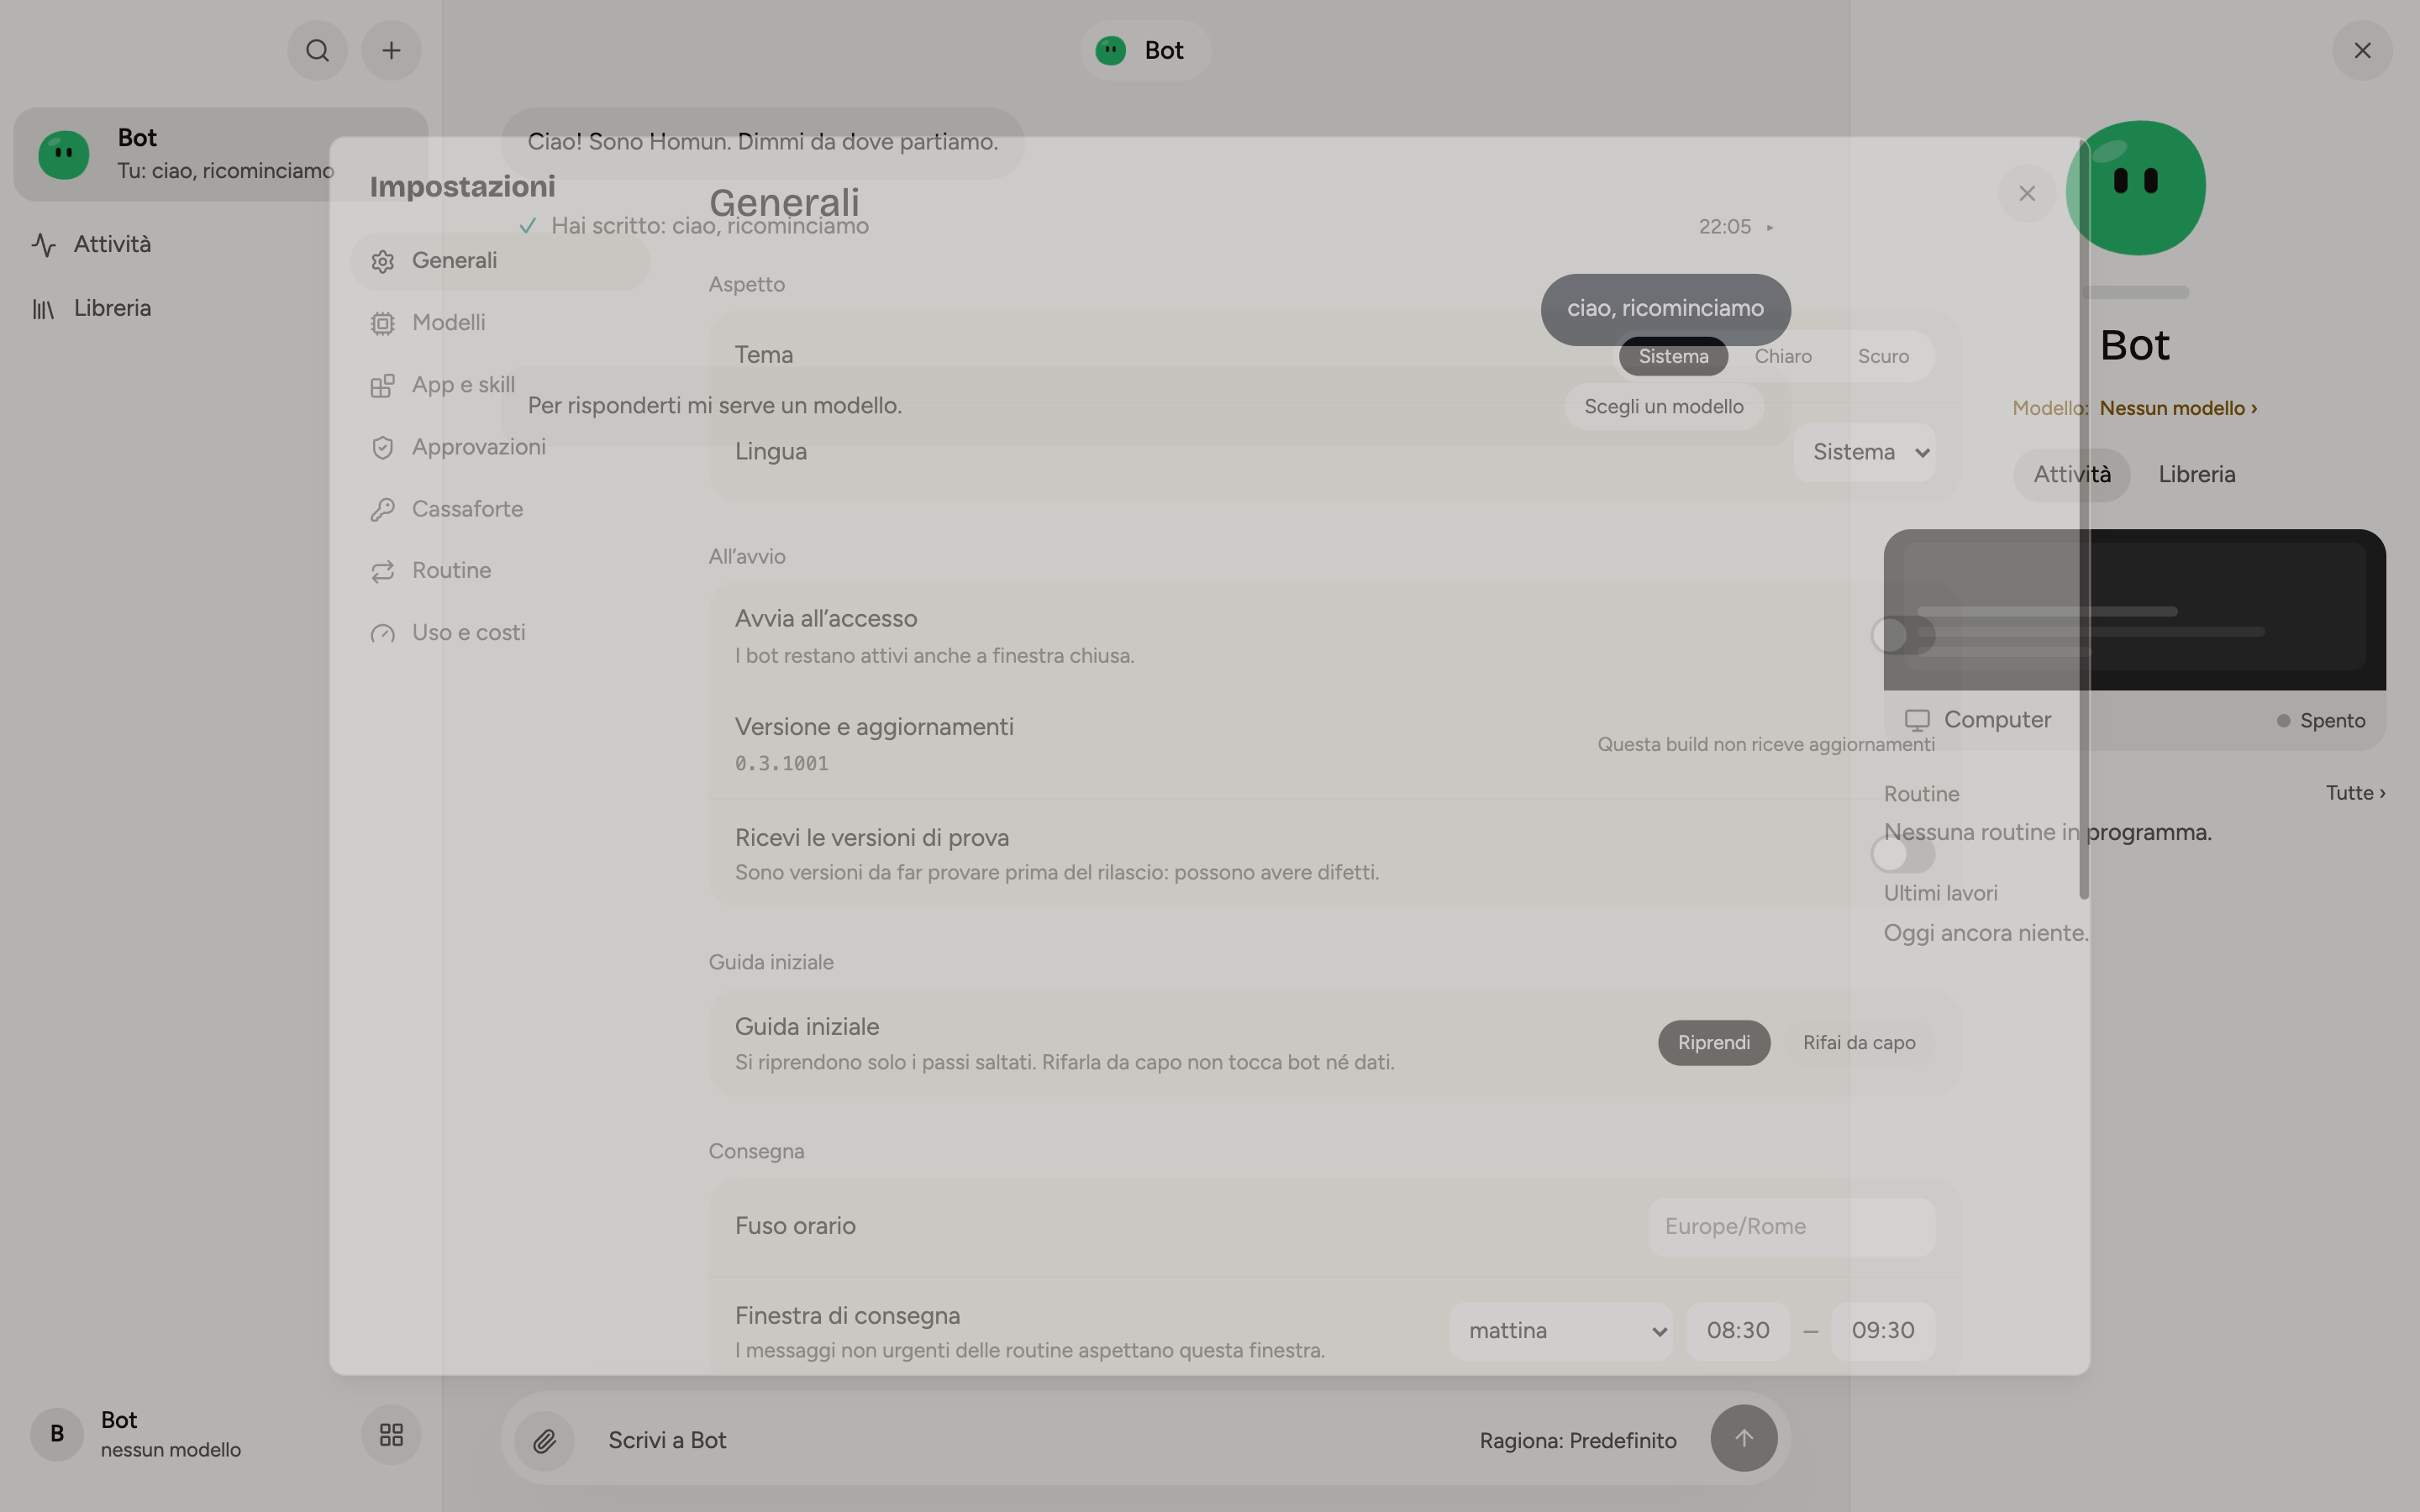 Bot
Tu: ciao, ricominciamo
Attività
Libreria
B
Bot
nessun modello
Bot
Ciao! Sono Homun. Dimmi da dove partiamo.
Hai scritto: ciao, ricominciamo
22:05
ciao, ricominciamo
Per risponderti mi serve un modello.
Scegli un modello
Scrivi a Bot
Ragiona: Predefinito
Impostazioni
Generali
Modelli
App e skill
Approvazioni
Cassaforte
Routine
Uso e costi
Generali
Aspetto
Tema
Sistema Chiaro Scuro
Lingua
Sistema
All’avvio
Avvia all’accesso
I bot restano attivi anche a finestra chiusa.
Versione e aggiornamenti
0.3.1001
Questa build non riceve aggiornamenti
Ricevi le versioni di prova
Sono versioni da far provare prima del rilascio: possono avere difetti.
Guida iniziale
Guida iniziale
Si riprendono solo i passi saltati. Rifarla da capo non tocca bot né dati.
Riprendi Rifai da capo
Consegna
Fuso orario
Europe/Rome
Finestra di consegna
I messaggi non urgenti delle routine aspettano questa finestra.
mattina 08:30 – 09:30
Bot
Modello: Nessun modello ›
Attività Libreria
Computer
Spento
Routine
Tutte ›
Nessuna routine in programma.
Ultimi lavori
Oggi ancora niente.